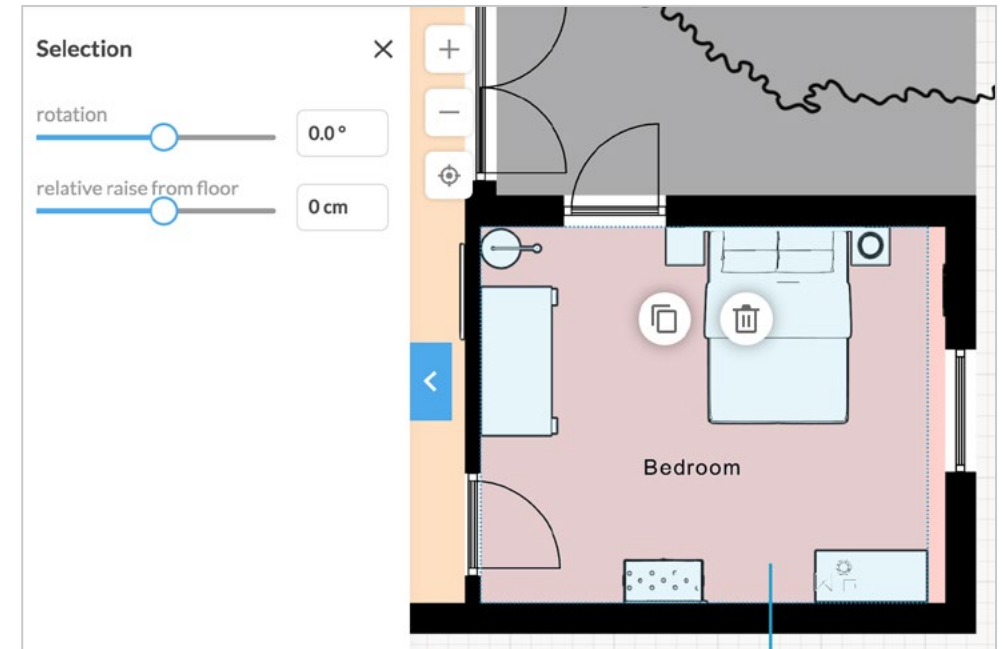 Selection
rotation
0.0 °
relative raise from floor
0 cm
Bedroom